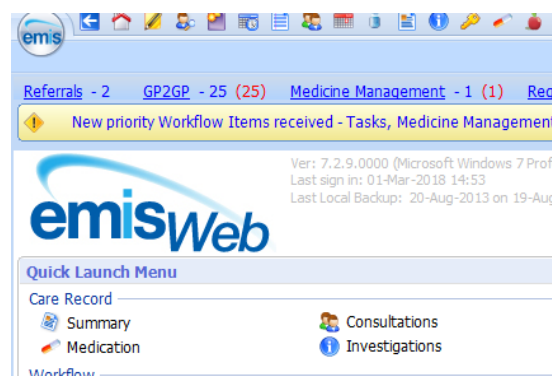 emis
Referrals - 2 GP2GP - 25 (25) Medicine Management - 1 (1)
New priority Workflow Items received - Tasks, Medicine Management
Ver: 7.2.9.0000 (Microsoft Windows 7 Prof
Last sign in: 01-Mar-2018 14:53
Last Local Backup: 20-Aug-2013 on 19-Aug
emisWeb
Quick Launch Menu
Care Record
Summary Consultations
Medication Investigations
Workflow